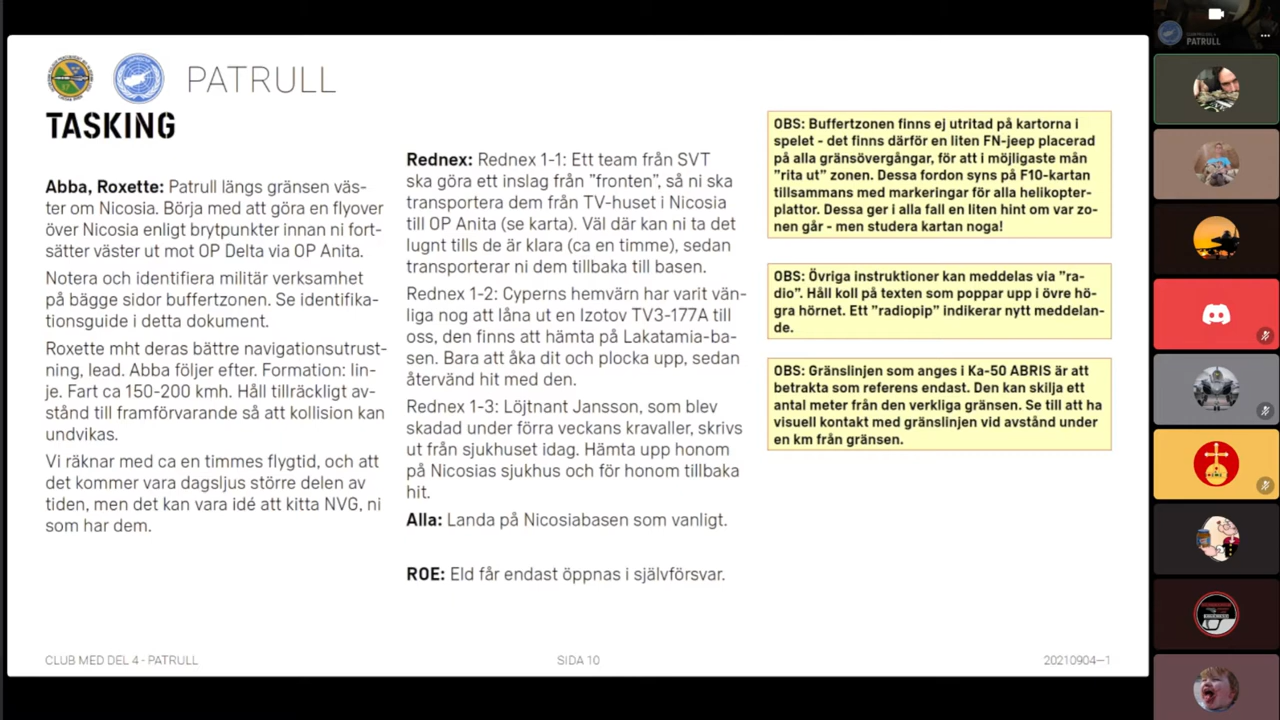 PATRULL
TASKING
Abba, Roxette: Patrull längs gränsen väs-
ter om Nicosia. Börja med att göra en flyover
över Nicosia enligt brytpunkter innan ni fort-
sätter väster ut mot OP Delta via OP Anita.
Notera och identifiera militär verksamhet
på bägge sidor buffertzonen. Se identifika-
tionsguide i detta dokument.
Roxette mht deras bättre navigationsutrust-
ning, lead. Abba följer efter. Formation: lin-
je. Fart ca 150-200 kmh. Håll tillräckligt av-
stånd till framförvarande så att kollision kan
undvikas.
Vi räknar med ca en timmes flygtid, och att
det kommer vara dagsljus större delen av
tiden, men det kan vara idé att kitta NVG, ni
som har dem.
Rednex: Rednex 1-1: Ett team från SVT
ska göra ett inslag från ”fronten”, så ni ska
transportera dem från TV-huset i Nicosia
till OP Anita (se karta). Väl där kan ni ta det
lugnt tills de är klara (ca en timme), sedan
transporterar ni dem tillbaka till basen.
Rednex 1-2: Cyperns hemvärn har varit vän-
liga nog att låna ut en Izotov TV3-177A till
oss, den finns att hämta på Lakatamia-ba-
sen. Bara att åka dit och plocka upp, sedan
återvänd hit med den.
Rednex 1-3: Löjtnant Jansson, som blev
skadad under förra veckans kravaller, skrivs
ut från sjukhuset idag. Hämta upp honom
på Nicosias sjukhus och för honom tillbaka
hit.
Alla: Landa på Nicosiabasen som vanligt.
ROE: Eld får endast öppnas i självförsvar.
OBS: Buffertzonen finns ej utritad på kartorna i
spelet - det finns därför en liten FN-jeep placerad
på alla gränsövergångar, för att i möjligaste mån
”rita ut” zonen. Dessa fordon syns på F10-kartan
tillsammans med markeringar för alla helikopter-
plattor. Dessa ger i alla fall en liten hint om var zo-
nen går - men studera kartan noga!
OBS: Övriga instruktioner kan meddelas via ”ra-
dio”. Håll koll på texten som poppar upp i övre hö-
gra hörnet. Ett ”radiopip” indikerar nytt meddelan-
de.
OBS: Gränslinjen som anges i Ka-50 ABRIS är att
betrakta som referens endast. Den kan skilja ett
antal meter från den verkliga gränsen. Se till att ha
visuell kontakt med gränslinjen vid avstånd under
en km från gränsen.
CLUB MED DEL 4 - PATRULL
SIDA 10
20210904—1
PATRULL